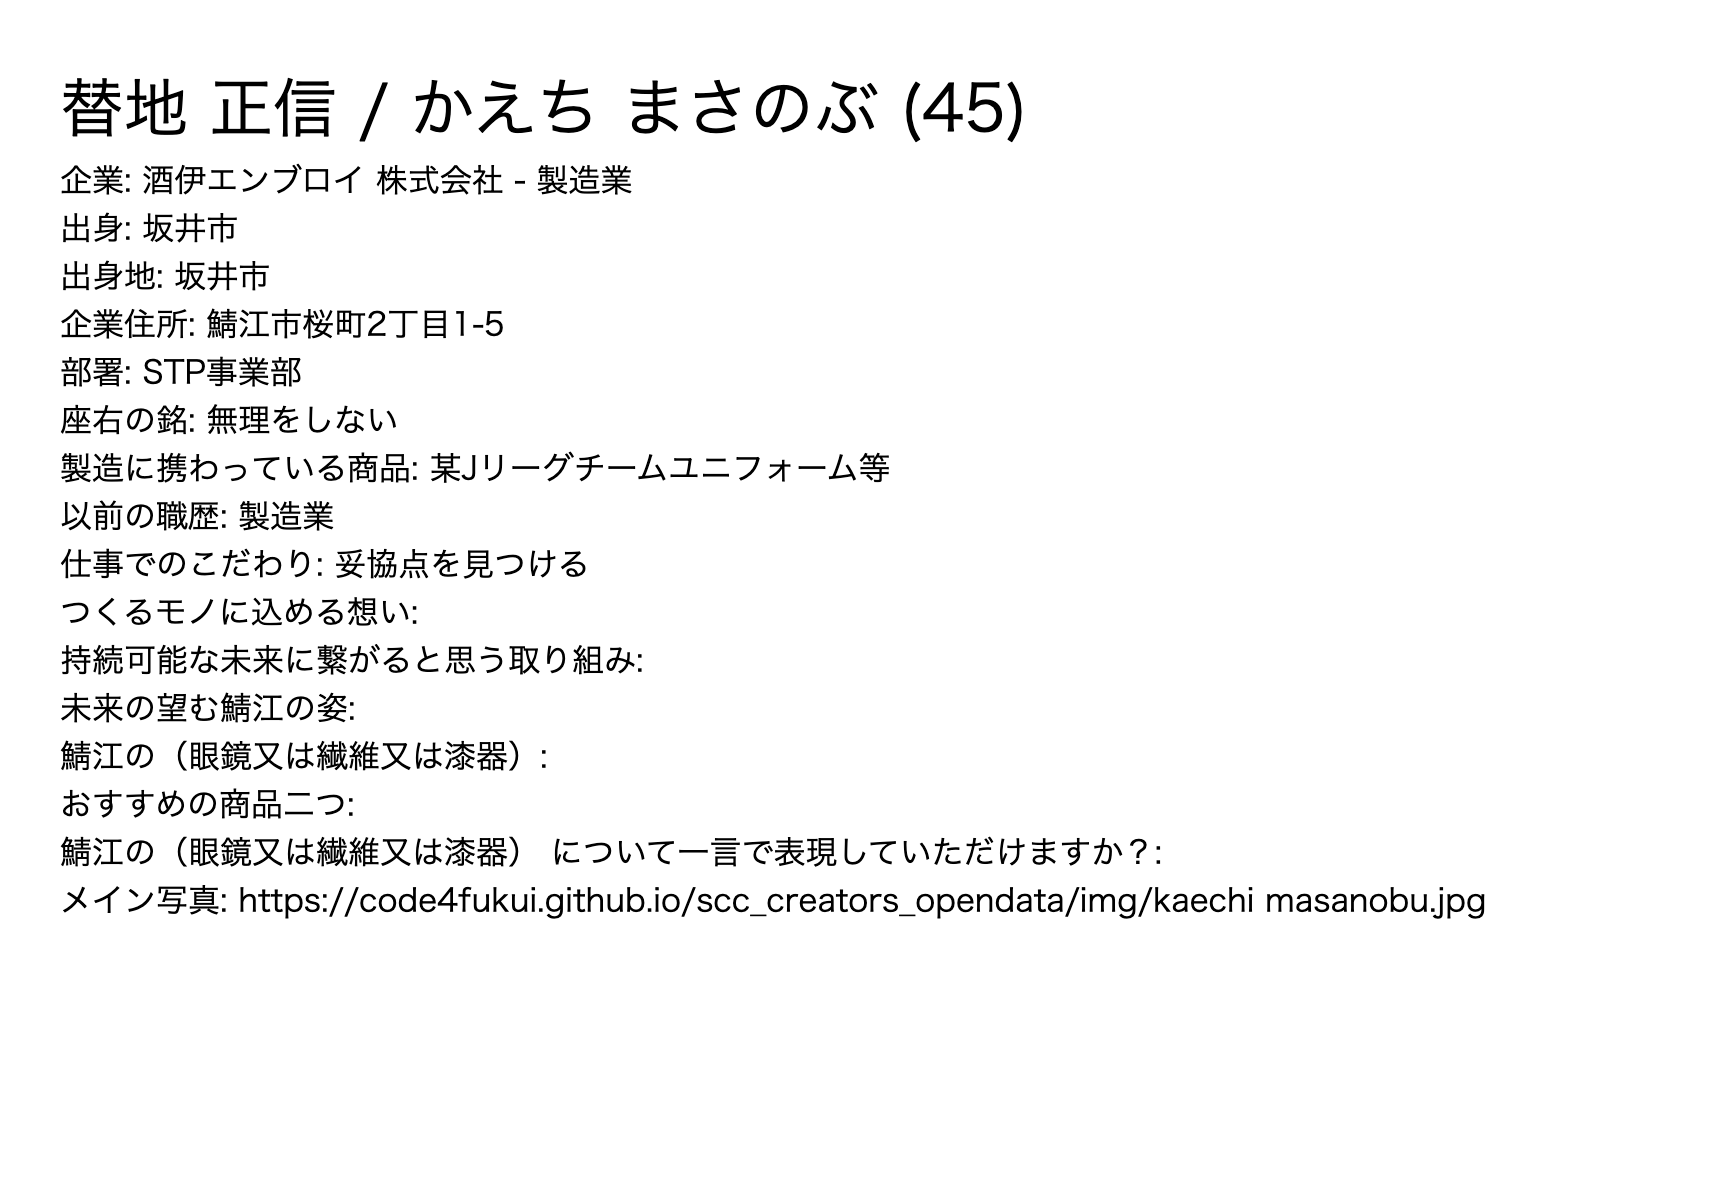 替地 正信 / かえち まさのぶ (45)
企業: 酒伊エンブロイ 株式会社 - 製造業
出身: 坂井市
出身地: 坂井市
企業住所: 鯖江市桜町2丁目1-5
部署: STP事業部
座右の銘: 無理をしない
製造に携わっている商品: 某Jリーグチームユニフォーム等
以前の職歴: 製造業
仕事でのこだわり: 妥協点を見つける
つくるモノに込める想い:
持続可能な未来に繋がると思う取り組み:
未来の望む鯖江の姿:
鯖江の（眼鏡又は繊維又は漆器）:
おすすめの商品二つ:
鯖江の（眼鏡又は繊維又は漆器） について一言で表現していただけますか？:
メイン写真: https://code4fukui.github.io/scc_creators_opendata/img/kaechi masanobu.jpg